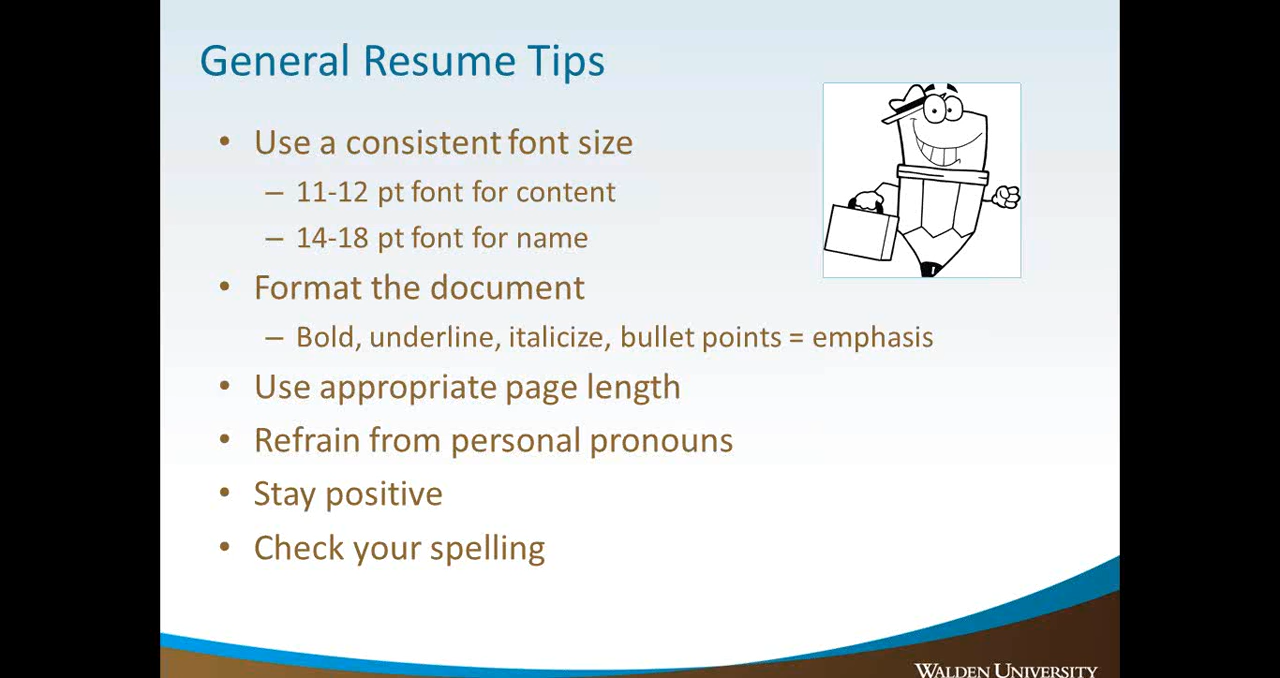 General Resume Tips
• Use a consistent font size
– 11-12 pt font for content
– 14-18 pt font for name
• Format the document
– Bold, underline, italicize, bullet points = emphasis
• Use appropriate page length
• Refrain from personal pronouns
• Stay positive
• Check your spelling
WALDEN UNIVERSITY